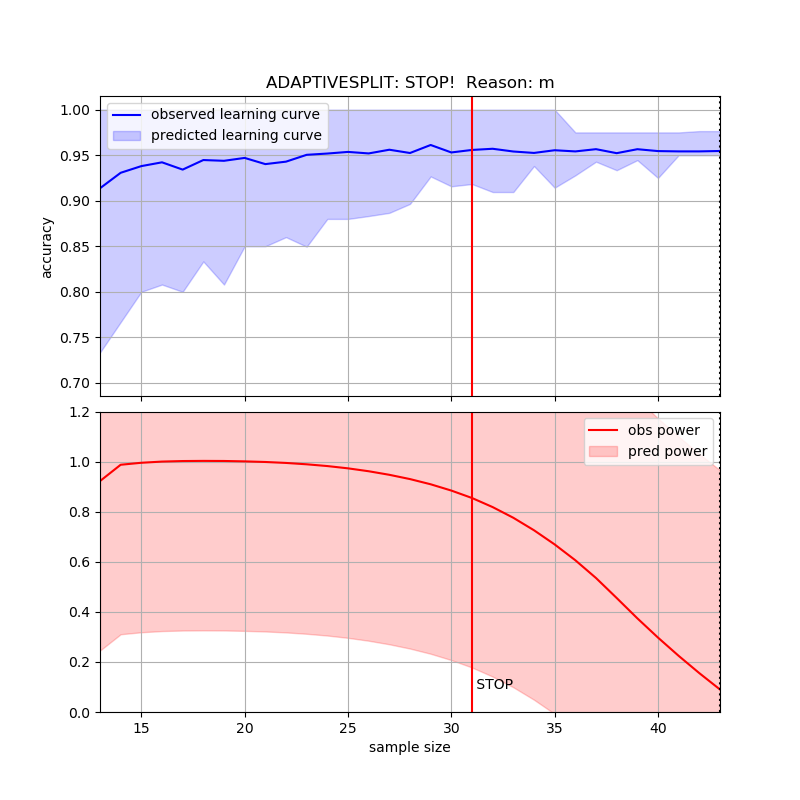 ADAPTIVESPLIT: STOP!  Reason: m
observed learning curve
predicted learning curve
accuracy
1.00
0.95
0.90
0.85
0.80
0.75
0.70
obs power
pred power
1.2
1.0
0.8
0.6
0.4
0.2
0.0
STOP
15 20 25 30 35 40
sample size